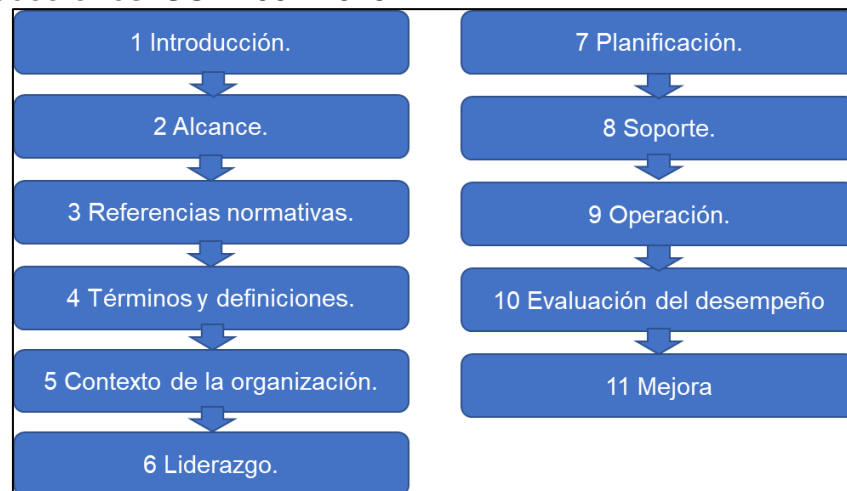 1 Introducción.
2 Alcance.
3 Referencias normativas.
4 Términos y definiciones.
5 Contexto de la organización.
6 Liderazgo.
7 Planificación.
8 Soporte.
9 Operación.
10 Evaluación del desempeño
11 Mejora